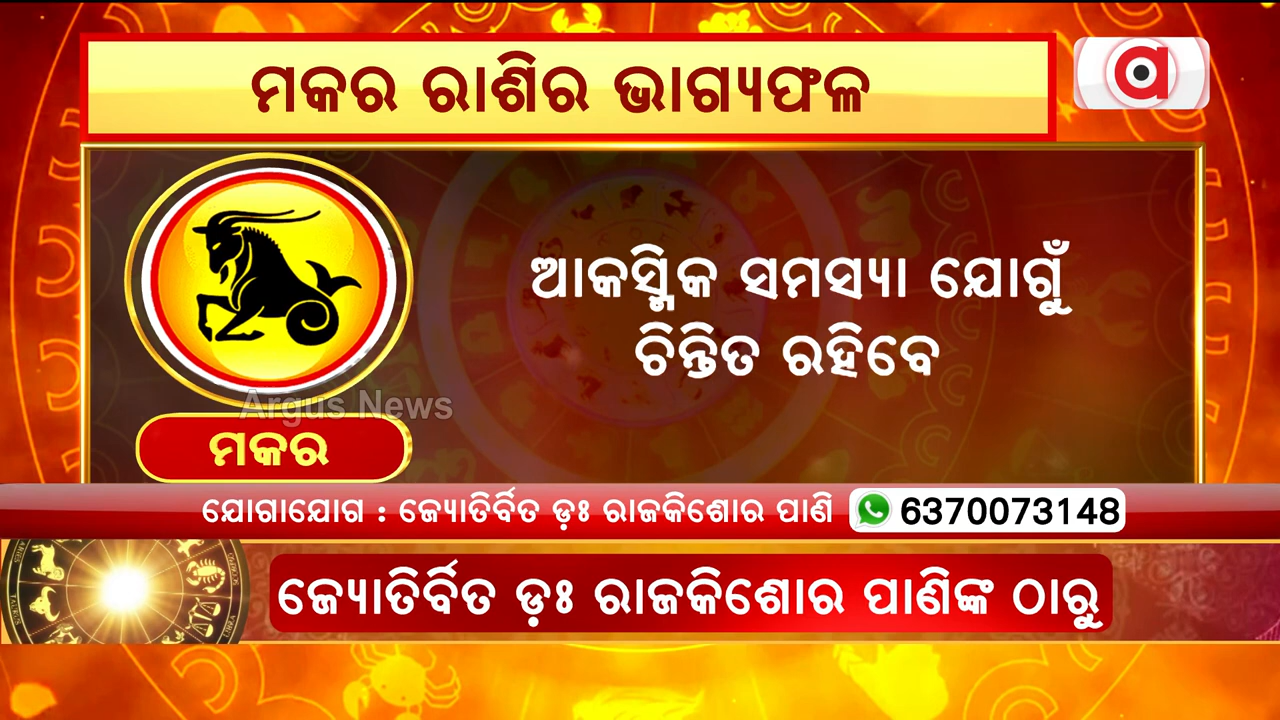 ମକର ରାଶିର ଭାଗ୍ୟଫଳ
a
ଆକସ୍ମିକ ସମସ୍ୟା ଯୋଗୁଁ
ଚିନ୍ତିତ ରହିବେ
Argus News
ମକର
ଯୋଗାଯୋଗ : ଜ୍ୟୋତିର୍ବିତ ଡ଼ଃ ରାଜକିଶୋର ପାଣି 6370073148
ଜ୍ୟୋତିର୍ବିତ ଡ଼ଃ ରାଜକିଶୋର ପାଣିଙ୍କ ଠାରୁ